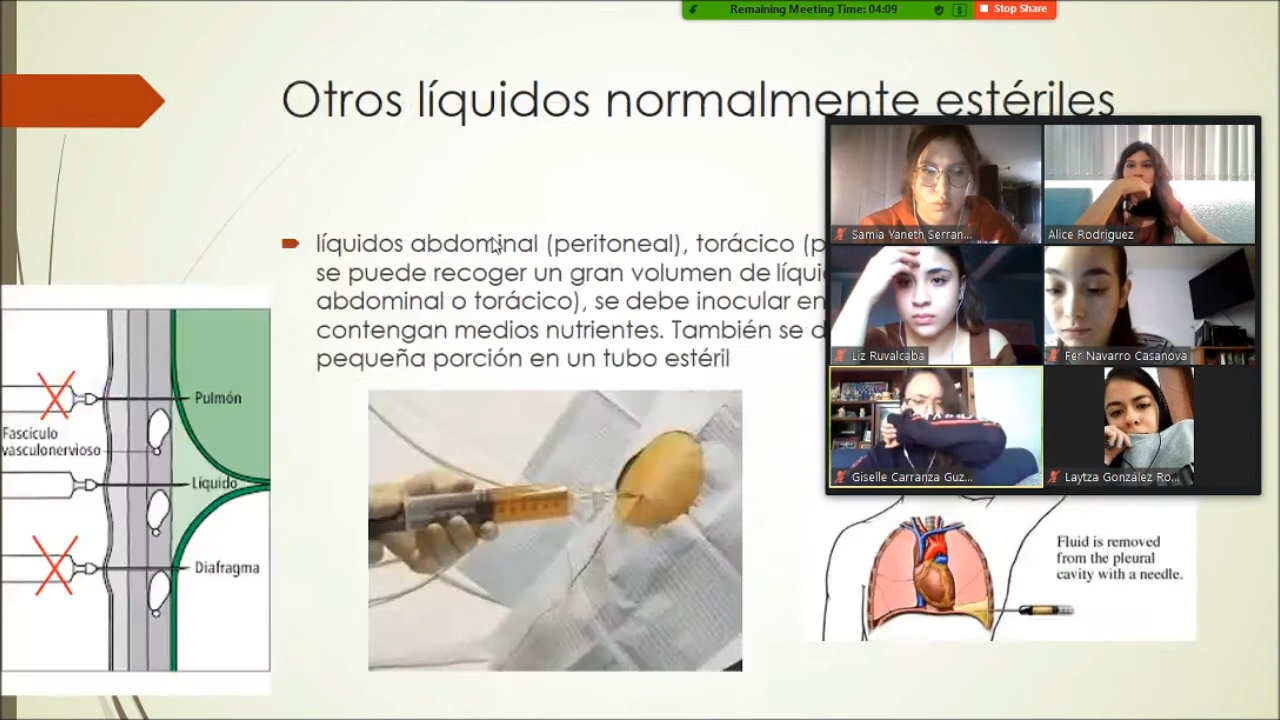 Remaining Meeting Time: 04:09
Stop Share
Otros líquidos normalmente estériles
líquidos abdominal (peritoneal), torácico (p
se puede recoger un gran volumen de líqui
abdominal o torácico), se debe inocular en
contengan medios nutrientes. También se d
pequeña porción en un tubo estéril
Samia Yaneth Serran...
Alice Rodriguez
Liz Ruvalcaba
Fer Navarro Casanova
Giselle Carranza Guz...
Laytza González Ro...
Pulmón
Fascículo
vasculonervioso
Líquido
Diafragma
Fluid is removed
from the pleural
cavity with a needle.